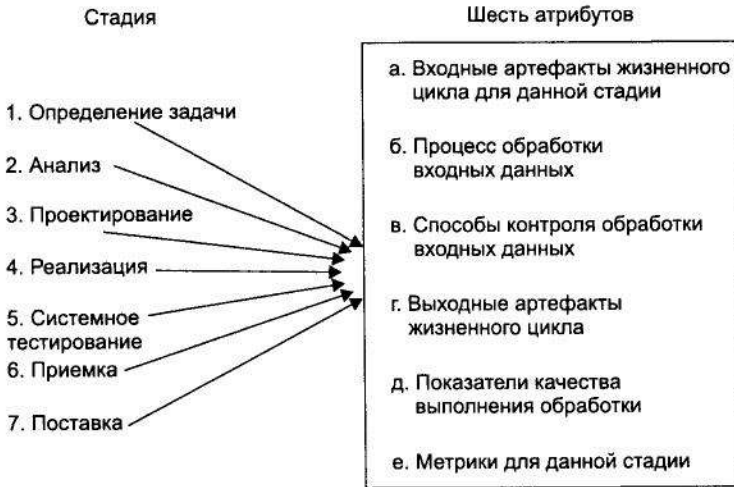 Стадия
Шесть атрибутов
1. Определение задачи
2. Анализ
3. Проектирование
4. Реализация
5. Системное
тестирование
6. Приемка
7. Поставка
а. Входные артефакты жизненного
цикла для данной стадии
б. Процесс обработки
входных данных
в. Способы контроля обработки
входных данных
г. Выходные артефакты
жизненного цикла
д. Показатели качества
выполнения обработки
е. Метрики для данной стадии